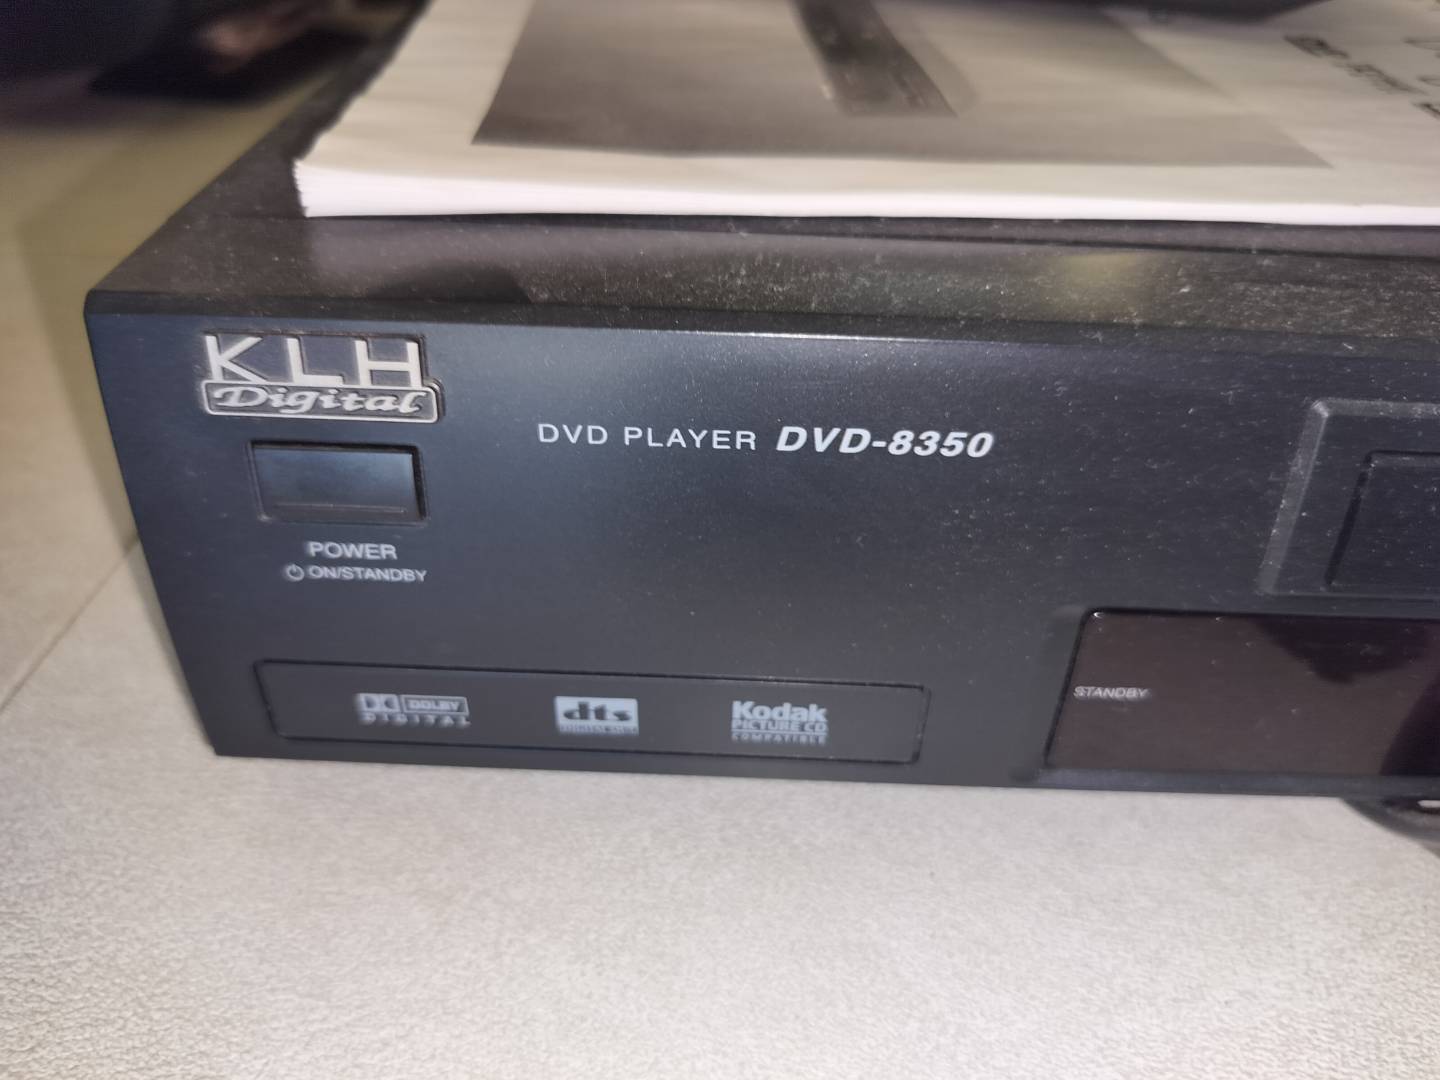 KLH
Digital
DVD PLAYER DVD-8350
POWER
ON/STANDBY
STANDBY
DOLBY
DIGITAL
dts
Kodak
PICTURE CD
COMPATIBLE